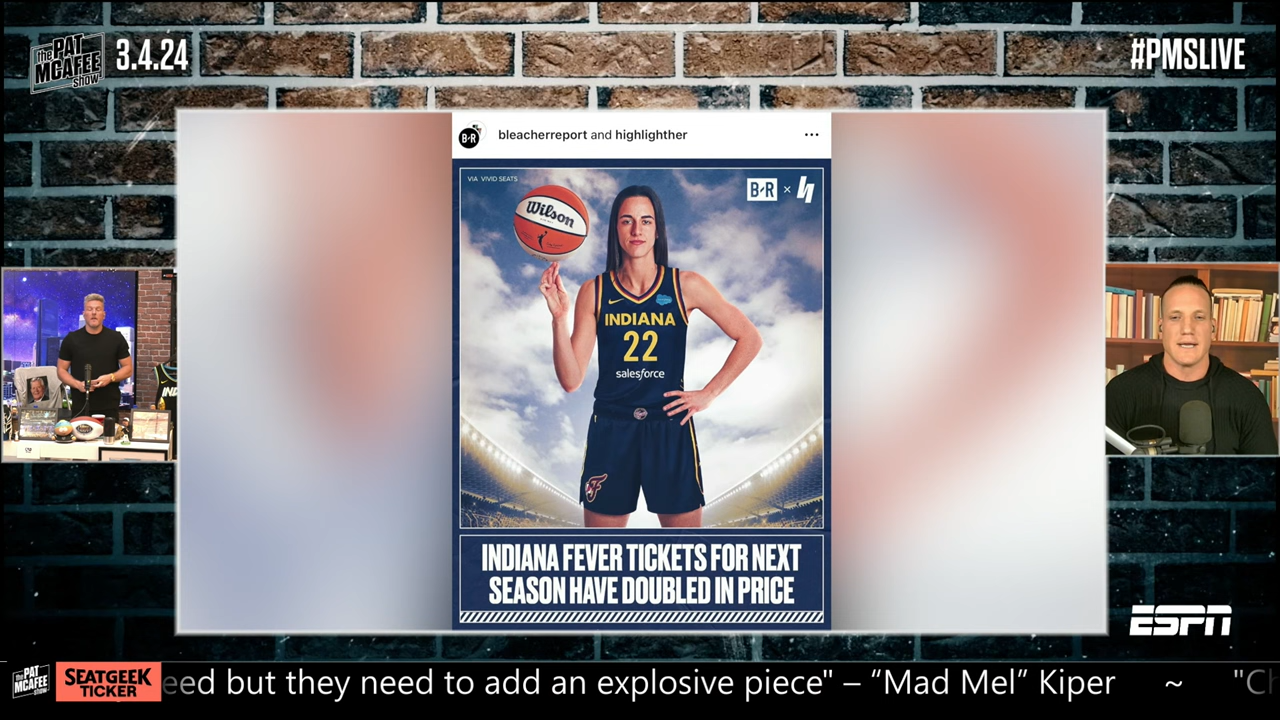 the PAT MCAFEE show
3.4.24
#PMSLIVE
B·R
bleacherreport and highlighther
VIA VIVID SEATS
B·R ×
Wilson
INDIANA
22
salesforce
INDIANA FEVER TICKETS FOR NEXT
SEASON HAVE DOUBLED IN PRICE
ESPN
the PAT MCAFEE show
SEATGEEK
TICKER
eed but they need to add an explosive piece" – “Mad Mel” Kiper ~ "Ch